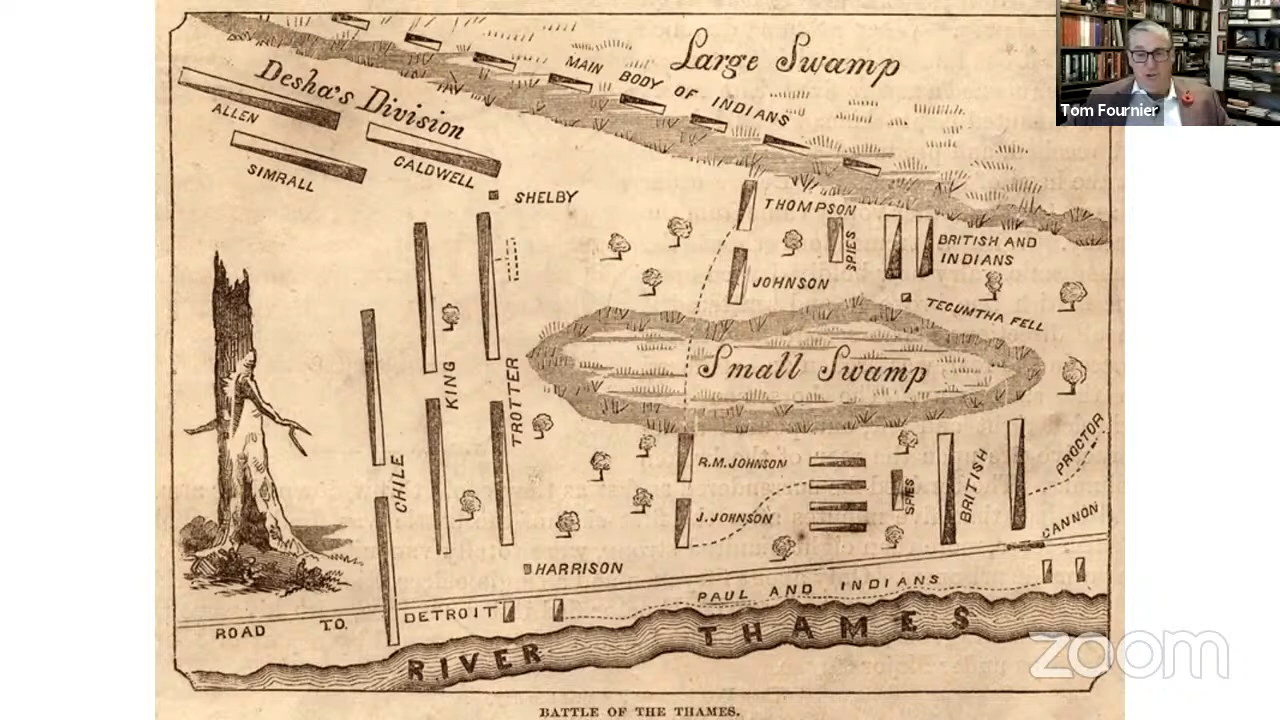 Large Swamp
MAIN BODY OF INDIANS
Desha's Division
ALLEN
SIMRALL
CALDWELL
SHELBY
THOMPSON
SPIES
BRITISH AND
INDIANS
JOHNSON
TECUMTHA FELL
Small Swamp
KING
TROTTER
CHILE
R.M.JOHNSON
J.JOHNSON
SPIES
BRITISH
PROCTOR
CANNON
HARRISON
PAUL AND INDIANS
ROAD TO. DETROIT
RIVER THAMES
BATTLE OF THE THAMES.
Tom Fournier
zoom